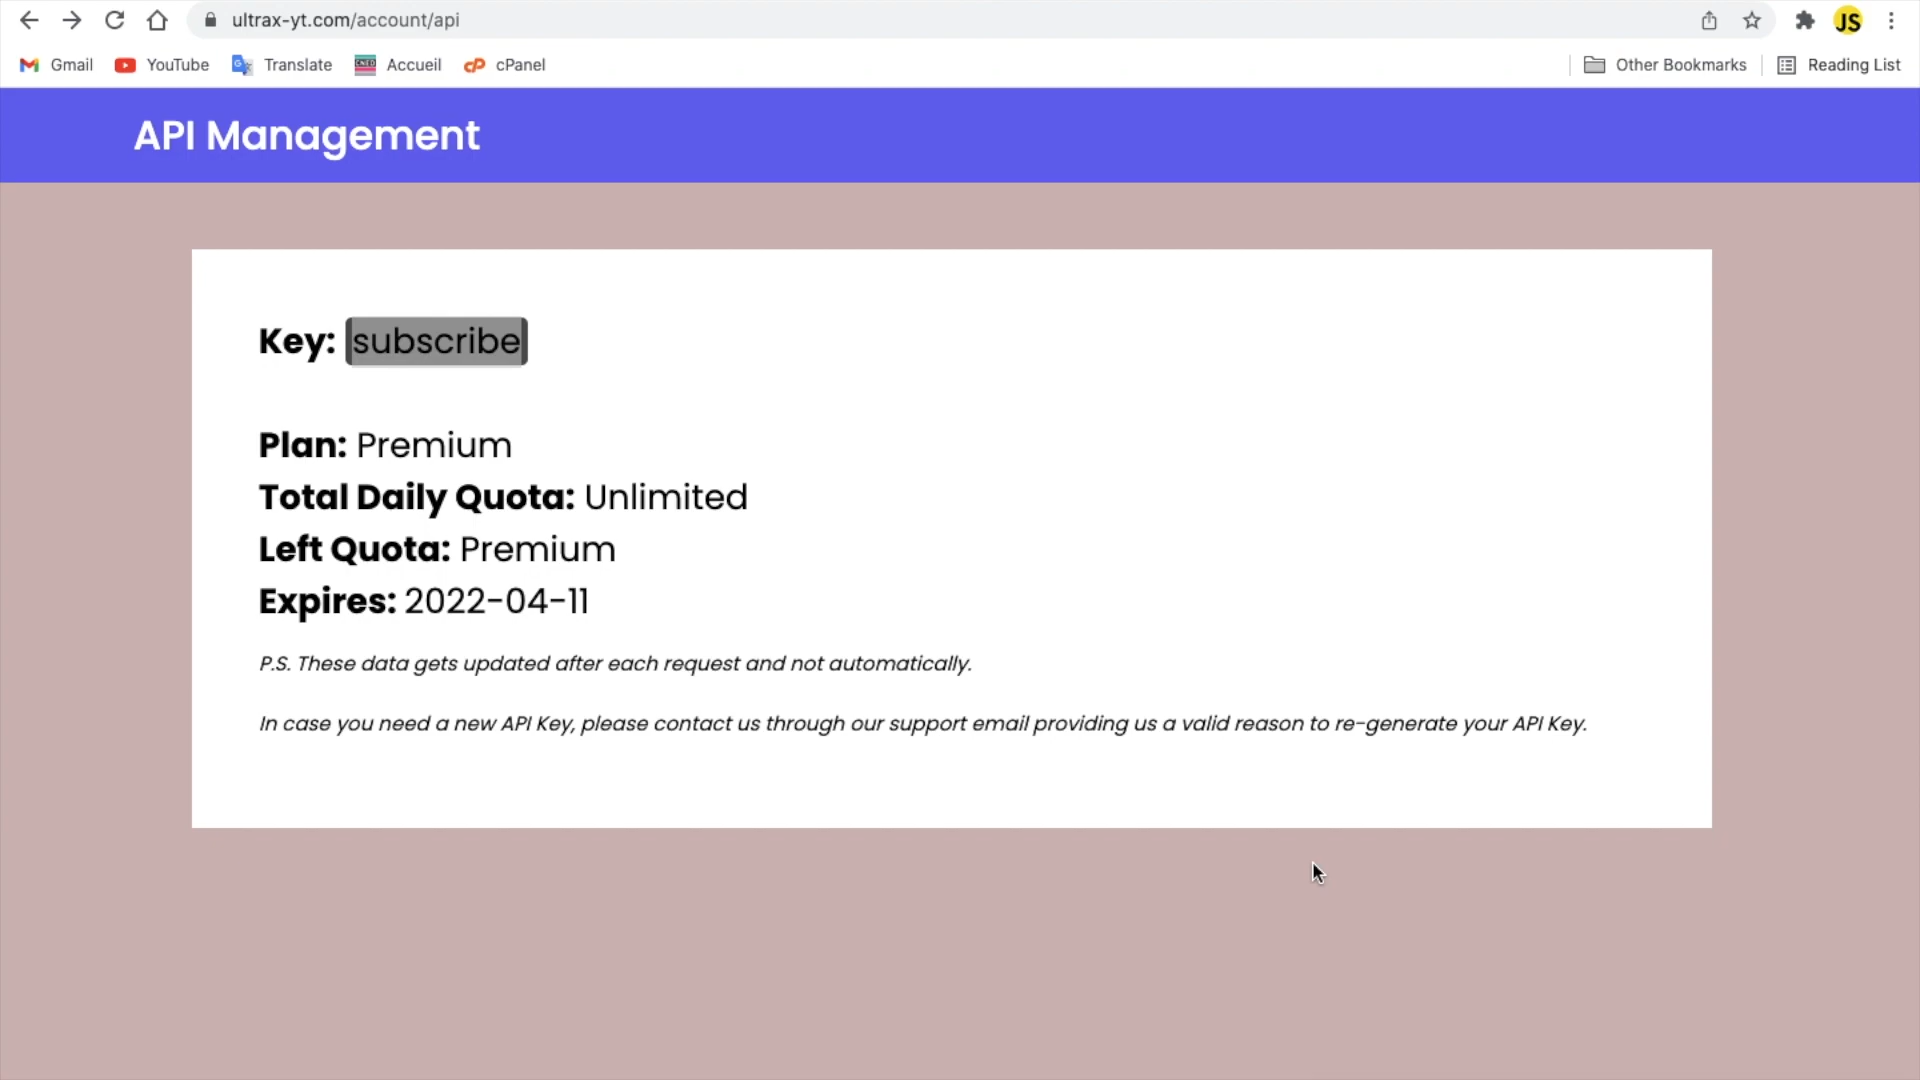 ultrax-yt.com/account/api
JS
Gmail YouTube Translate CNED Accueil cP cPanel Other Bookmarks Reading List
API Management
Key: subscribe
Plan: Premium
Total Daily Quota: Unlimited
Left Quota: Premium
Expires: 2022-04-11
P.S. These data gets updated after each request and not automatically.
In case you need a new API Key, please contact us through our support email providing us a valid reason to re-generate your API Key.